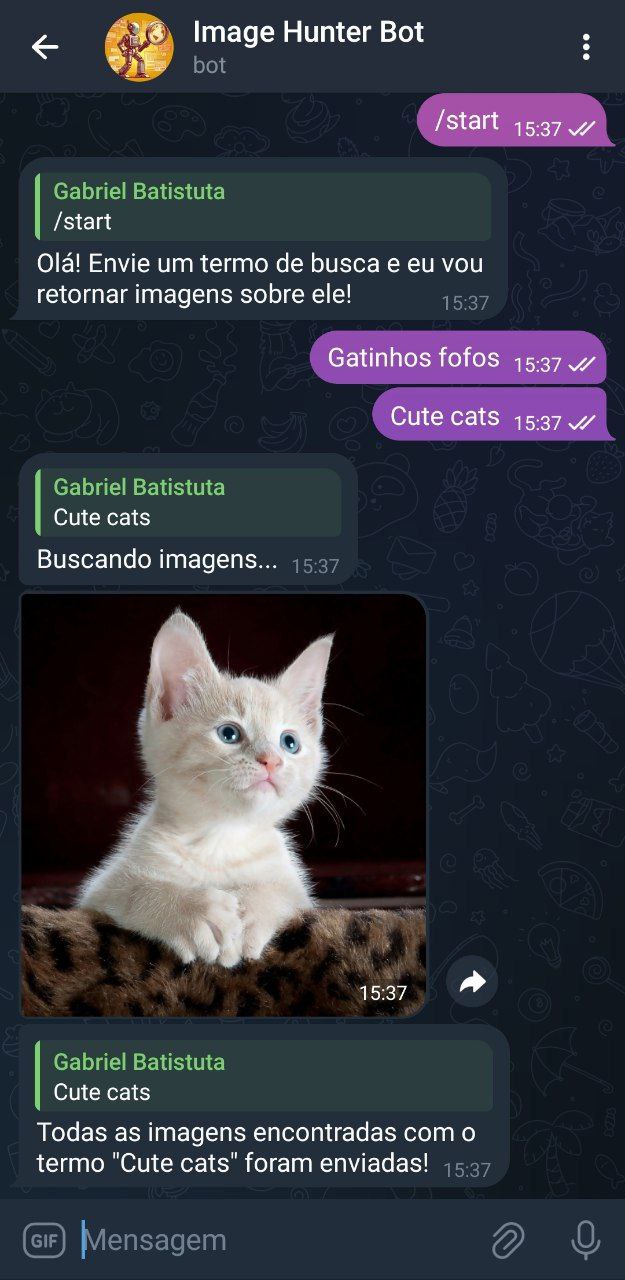 Image Hunter Bot
bot
/start 15:37
Gabriel Batistuta
/start
Olá! Envie um termo de busca e eu vou
retornar imagens sobre ele! 15:37
Gatinhos fofos 15:37
Cute cats 15:37
Gabriel Batistuta
Cute cats
Buscando imagens... 15:37
15:37
Gabriel Batistuta
Cute cats
Todas as imagens encontradas com o
termo "Cute cats" foram enviadas! 15:37
GIF Mensagem